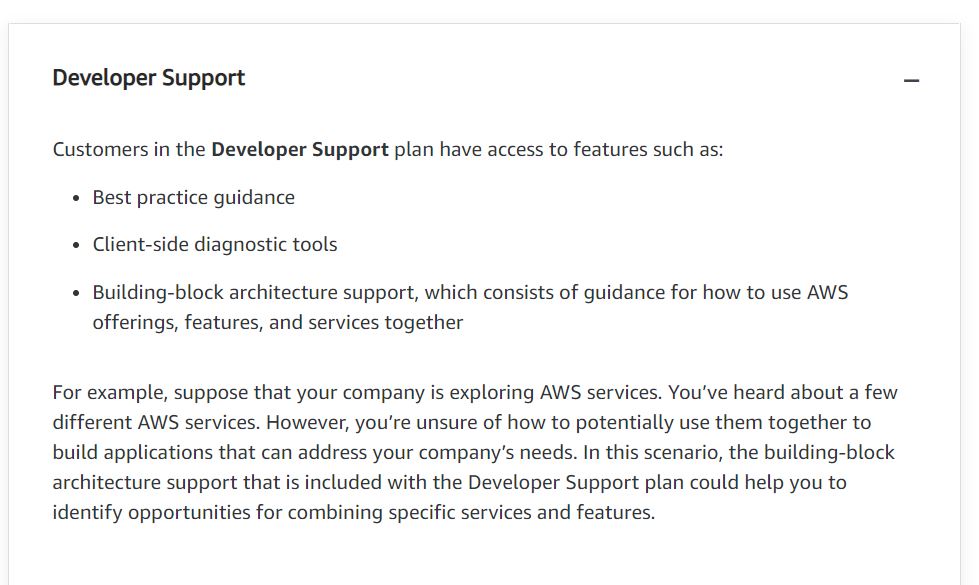 Developer Support
Customers in the Developer Support plan have access to features such as:
• Best practice guidance
• Client-side diagnostic tools
• Building-block architecture support, which consists of guidance for how to use AWS
offerings, features, and services together
For example, suppose that your company is exploring AWS services. You’ve heard about a few
different AWS services. However, you’re unsure of how to potentially use them together to
build applications that can address your company’s needs. In this scenario, the building-block
architecture support that is included with the Developer Support plan could help you to
identify opportunities for combining specific services and features.